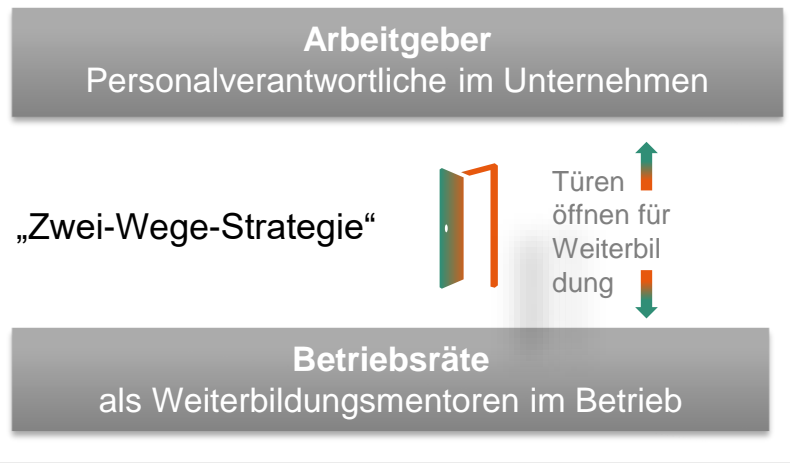 Arbeitgeber
Personalverantwortliche im Unternehmen
„Zwei-Wege-Strategie“
Türen
öffnen für
Weiterbil
dung
Betriebsräte
als Weiterbildungsmentoren im Betrieb